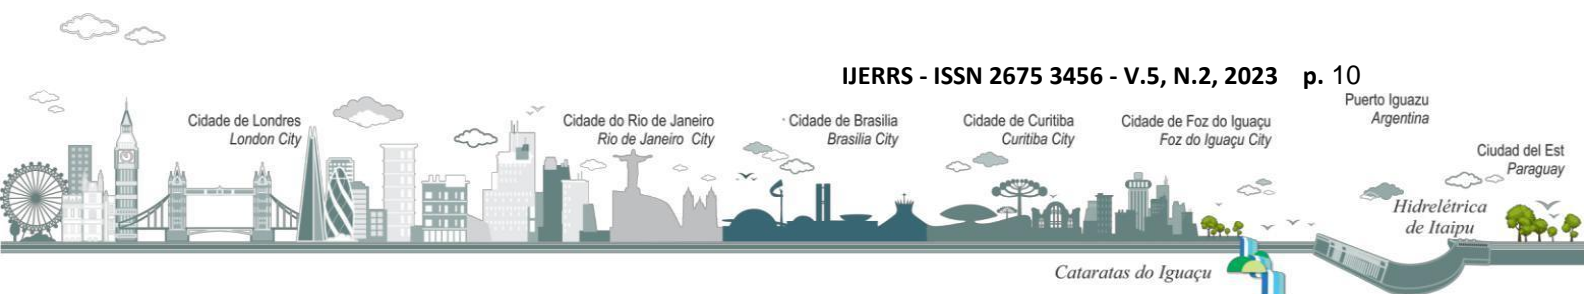 IJERRS - ISSN 2675 3456 - V.5, N.2, 2023 p. 10
Cidade de Londres
London City
Cidade do Rio de Janeiro
Rio de Janeiro City
Cidade de Brasilia
Brasilia City
Cidade de Curitiba
Curitiba City
Cidade de Foz do Iguaçu
Foz do Iguaçu City
Puerto Iguazu
Argentina
Ciudad del Est
Paraguay
Hidrelétrica
de Itaipu
Cataratas do Iguaçu